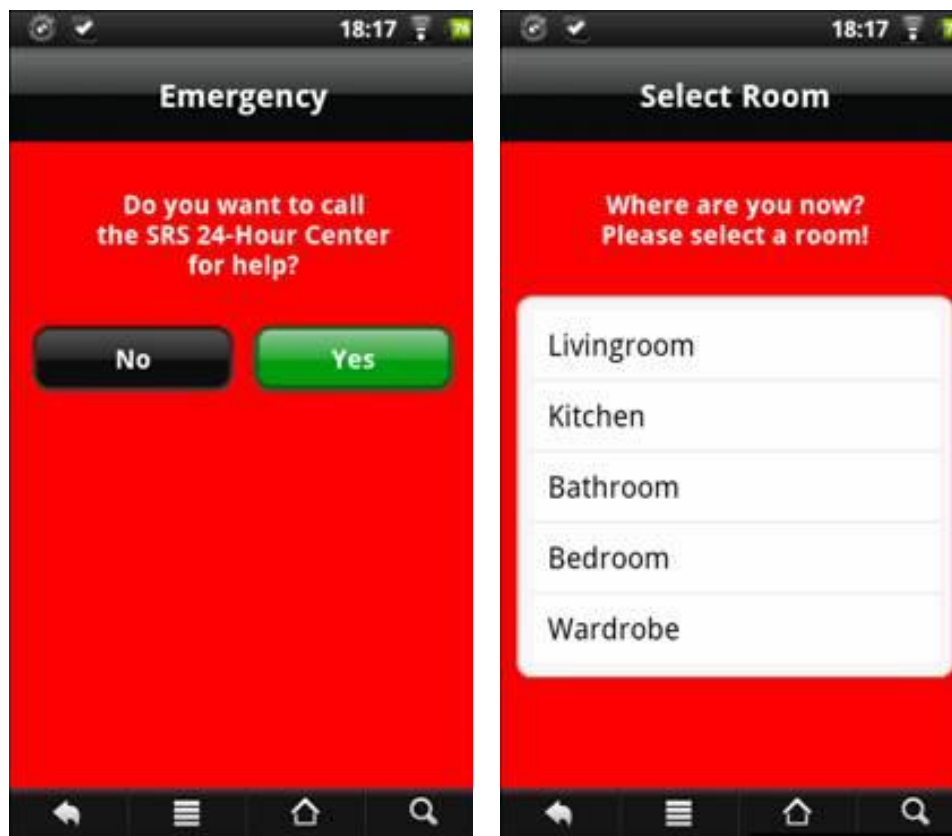 18:17 74
Emergency
Do you want to call
the SRS 24-Hour Center
for help?
No
Yes
18:17
Select Room
Where are you now?
Please select a room!
Livingroom
Kitchen
Bathroom
Bedroom
Wardrobe